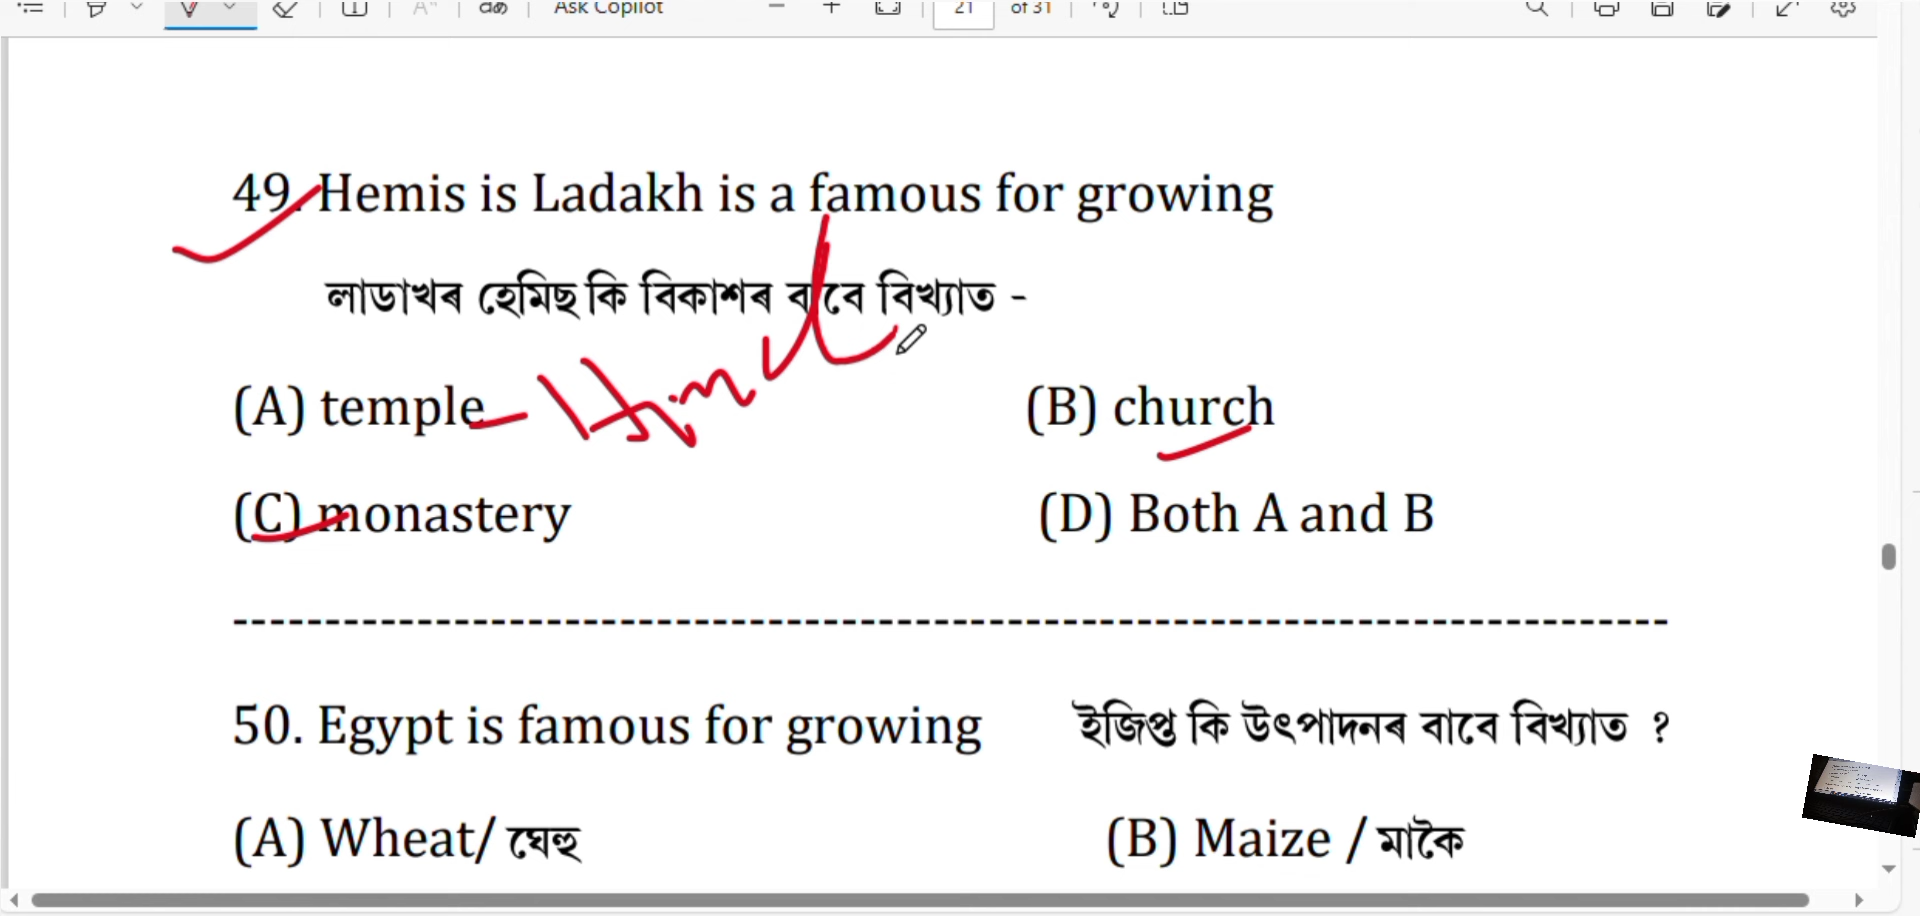 Ask Copilot
21 of 31
49. Hemis is Ladakh is a famous for growing
লাডাখৰ হেমিছ কি বিকাশৰ বাবে বিখ্যাত -
(A) temple
(B) church
(C) monastery
(D) Both A and B
50. Egypt is famous for growing ইজিপ্ত কি উৎপাদনৰ বাবে বিখ্যাত ?
(A) Wheat/ ঘেহু
(B) Maize / মাকৈ